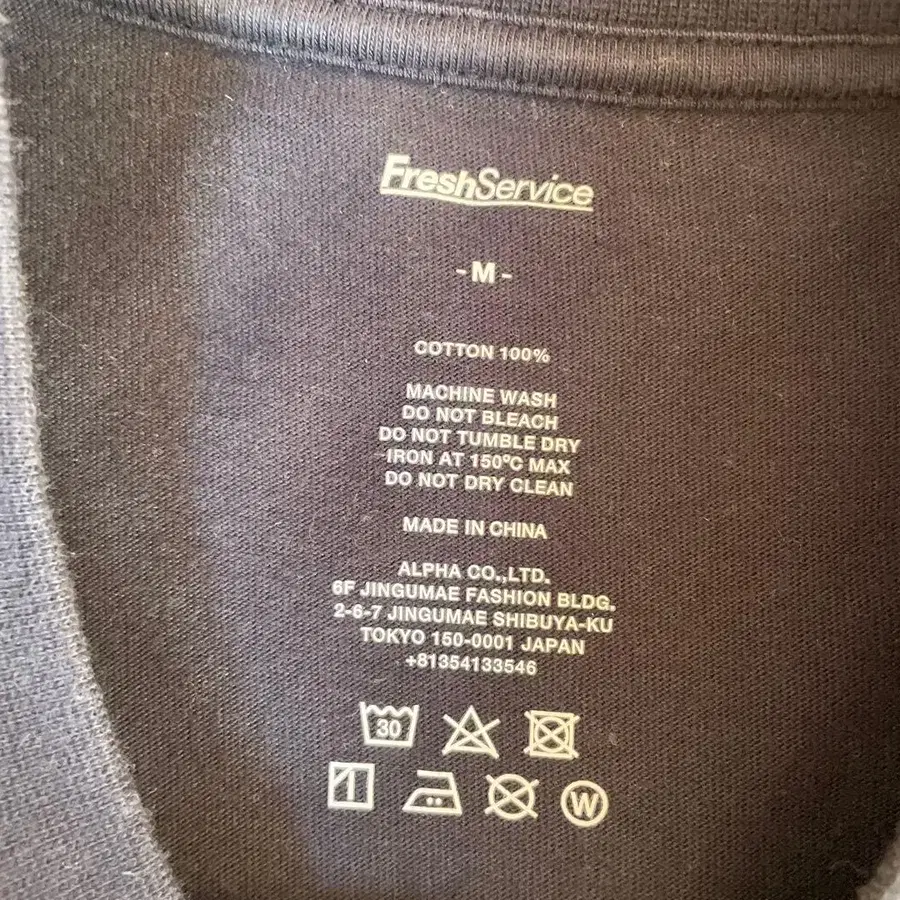 FreshService
- M -
COTTON 100%
MACHINE WASH
DO NOT BLEACH
DO NOT TUMBLE DRY
IRON AT 150ºC MAX
DO NOT DRY CLEAN
MADE IN CHINA
ALPHA CO.,LTD.
6F JINGUMAE FASHION BLDG.
2-6-7 JINGUMAE SHIBUYA-KU
TOKYO 150-0001 JAPAN
+81354133546
30
W